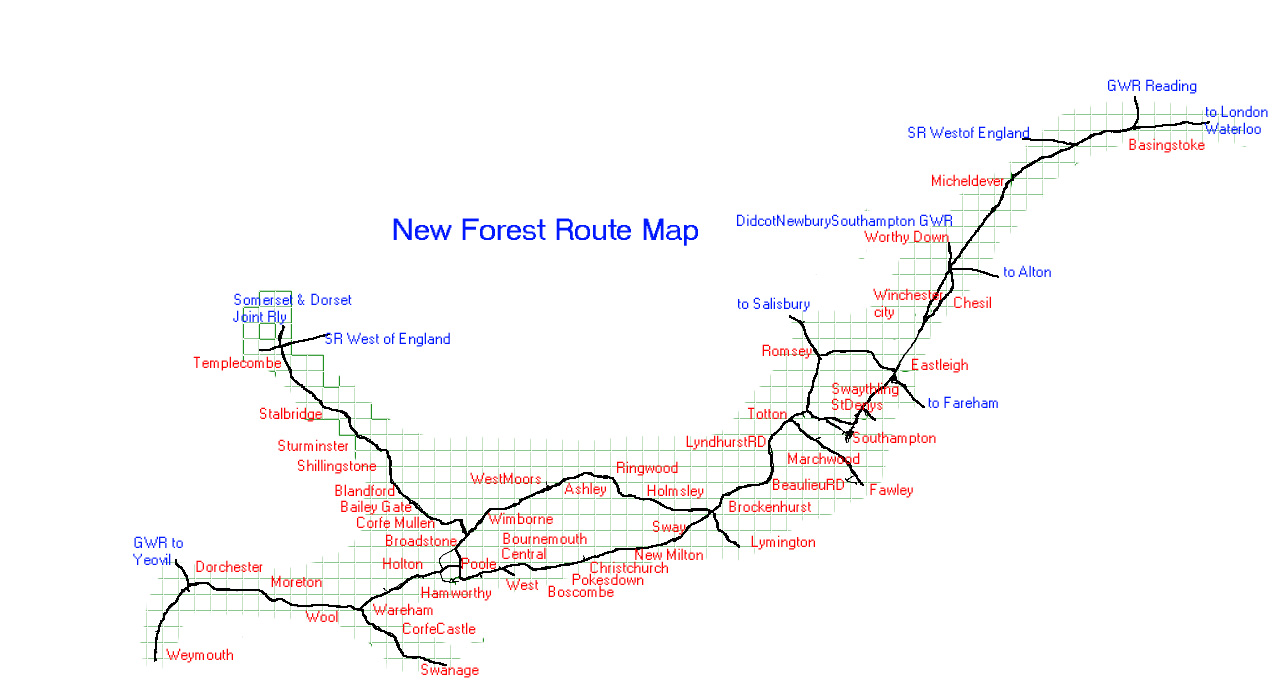 GWR Reading
to London
Waterloo
SR Westof England
Basingstoke
Micheldever
DidcotNewburySouthampton GWR
New Forest Route Map
Worthy Down
to Alton
Winchester
city
Chesil
Somerset & Dorset
Joint Rly
to Salisbury
SR West of England
Romsey
Templecombe
Eastleigh
Swaythling
to Fareham
StDenys
Stalbridge
Totton
Southampton
Sturminster
LyndhurstRD
Shillingstone
Marchwood
Ringwood
WestMoors
BeaulieuRD
Fawley
Blandford
Ashley
Holmsley
Bailey Gate
Brockenhurst
Corfe Mullen
Wimborne
Sway
Broadstone
Bournemouth
Central
Lymington
GWR to
Yeovil
New Milton
Holton
Poole
Christchurch
Dorchester
Moreton
Pokesdown
West
Boscombe
Hamworthy
Wool
Wareham
CorfeCastle
Weymouth
Swanage